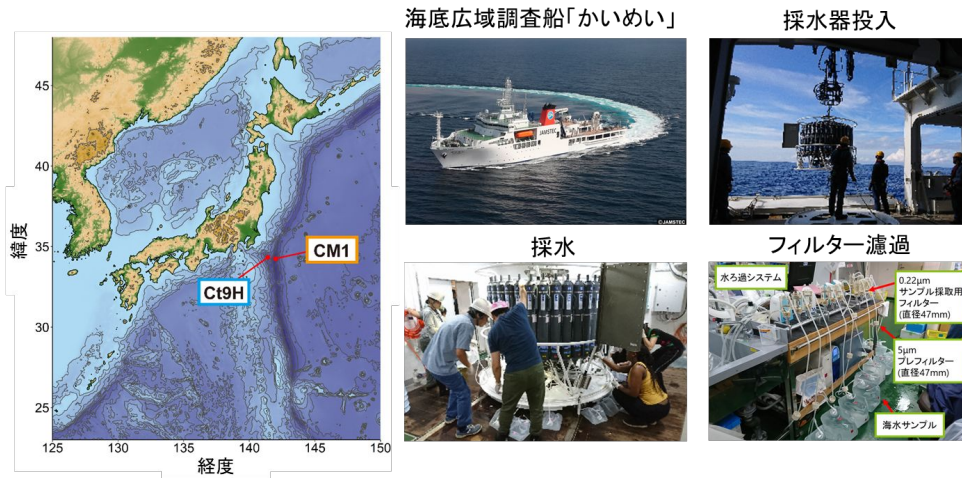 海底広域調査船「かいめい」
採水器投入
45
40
35
30
25
125
130
135
140
145
150
緯度
経度
CM1
Ct9H
JAMSTEC
©JAMSTEC
採水
フィルター濾過
水ろ過システム
0.22μm
サンプル採取用
フィルター
(直径47mm)
5μm
プレフィルター
(直径47mm)
海水サンプル